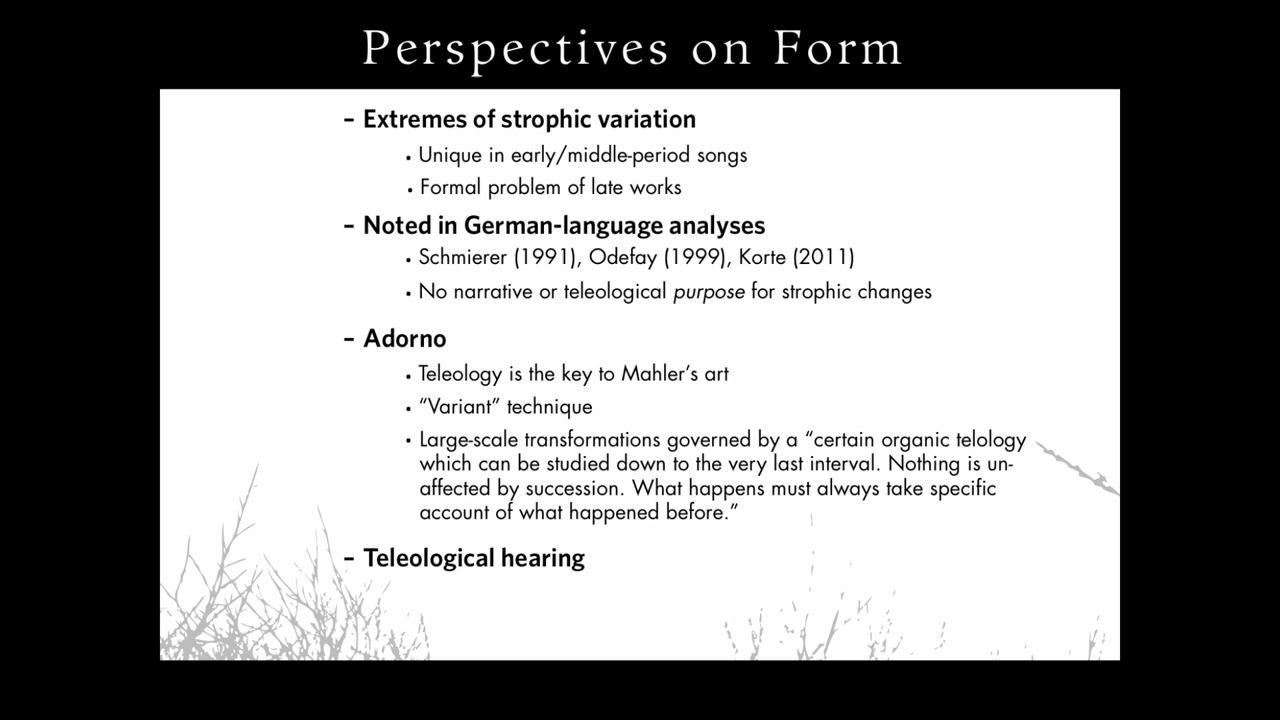 Perspectives on Form
– Extremes of strophic variation
• Unique in early/middle-period songs
• Formal problem of late works
– Noted in German-language analyses
• Schmierer (1991), Odefay (1999), Korte (2011)
• No narrative or teleological purpose for strophic changes
– Adorno
• Teleology is the key to Mahler’s art
• “Variant” technique
• Large-scale transformations governed by a “certain organic telology
which can be studied down to the very last interval. Nothing is un-
affected by succession. What happens must always take specific
account of what happened before.”
– Teleological hearing